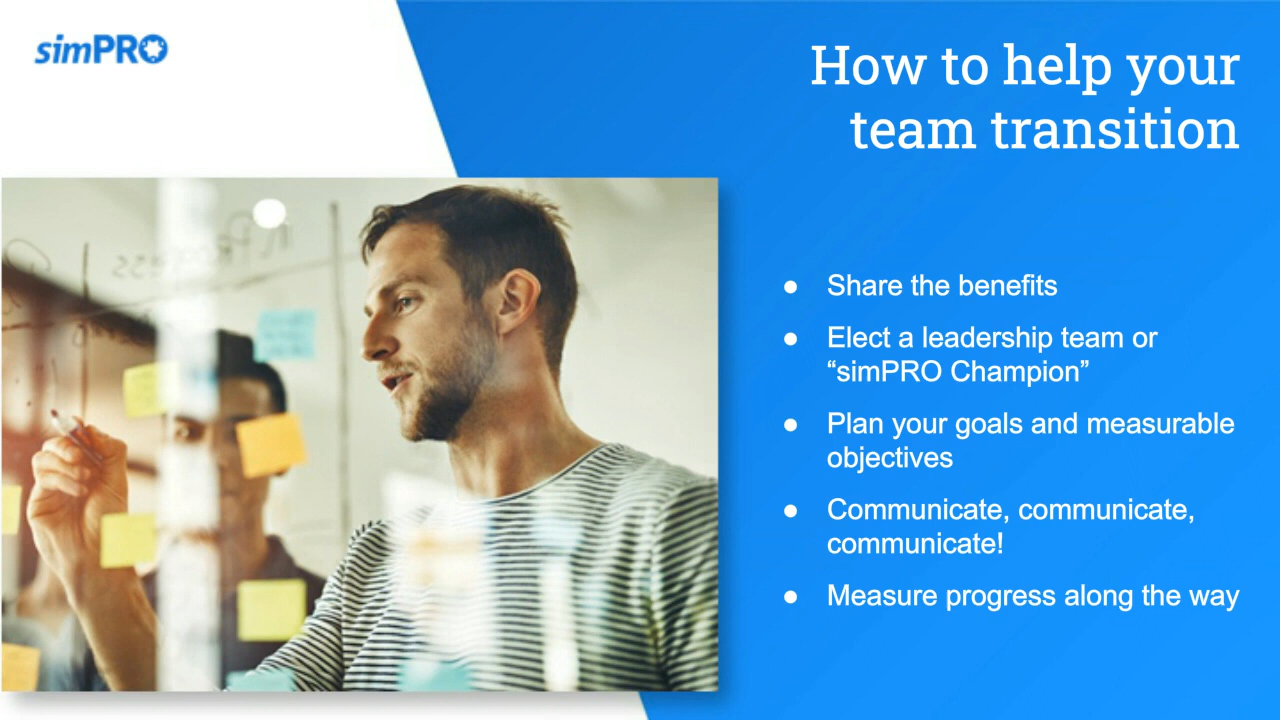 simPRO
How to help your
team transition
● Share the benefits
● Elect a leadership team or
“simPRO Champion”
● Plan your goals and measurable
objectives
● Communicate, communicate,
communicate!
● Measure progress along the way